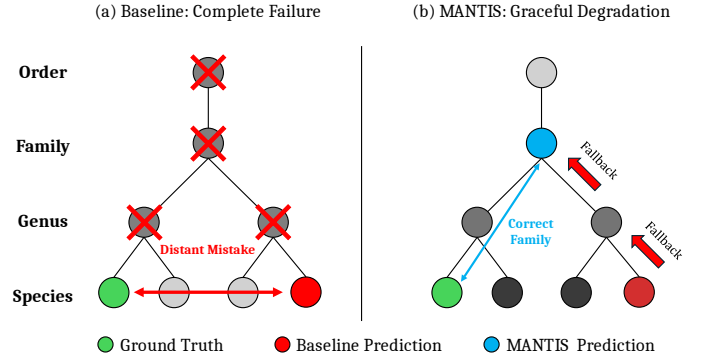 (a) Baseline: Complete Failure
(b) MANTIS: Graceful Degradation
Order
Family
Genus
Species
Distant Mistake
Fallback
Fallback
Correct
Family
Ground Truth
Baseline Prediction
MANTIS Prediction